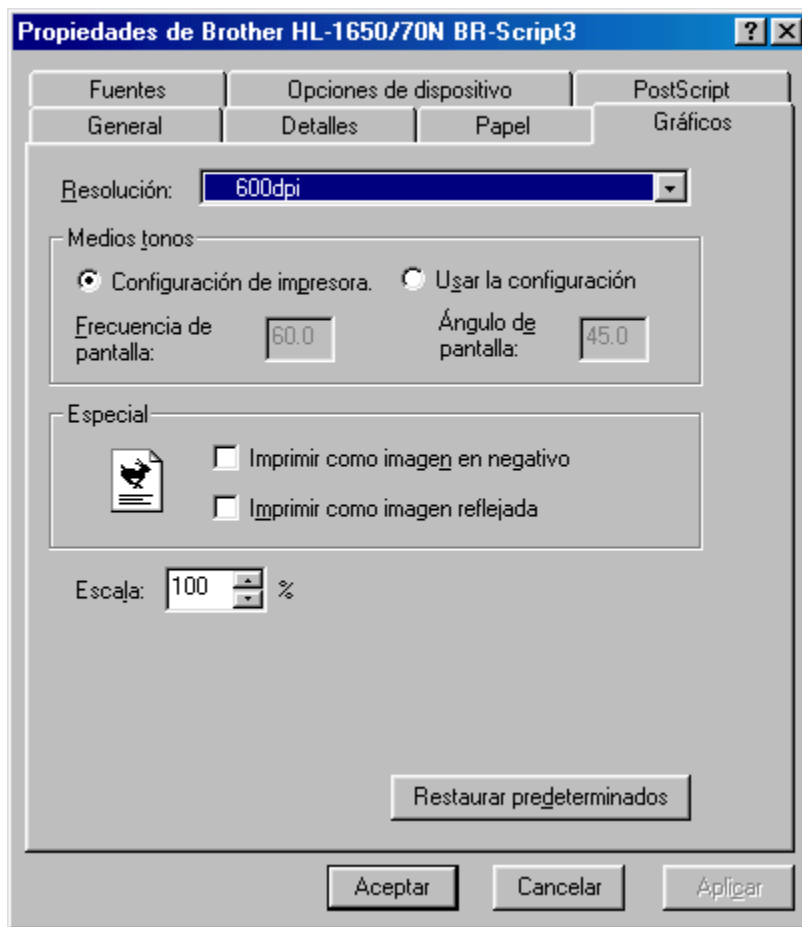 Propiedades de Brother HL-1650/70N BR-Script3
Fuentes Opciones de dispositivo PostScript
General Detalles Papel Gráficos
Resolución: 600dpi
Medios tonos
Configuración de impresora. Usar la configuración
Frecuencia de pantalla: 60.0 Ángulo de pantalla: 45.0
Especial
Imprimir como imagen en negativo
Imprimir como imagen reflejada
Escala: 100 %
Restaurar predeterminados
Aceptar Cancelar Aplicar